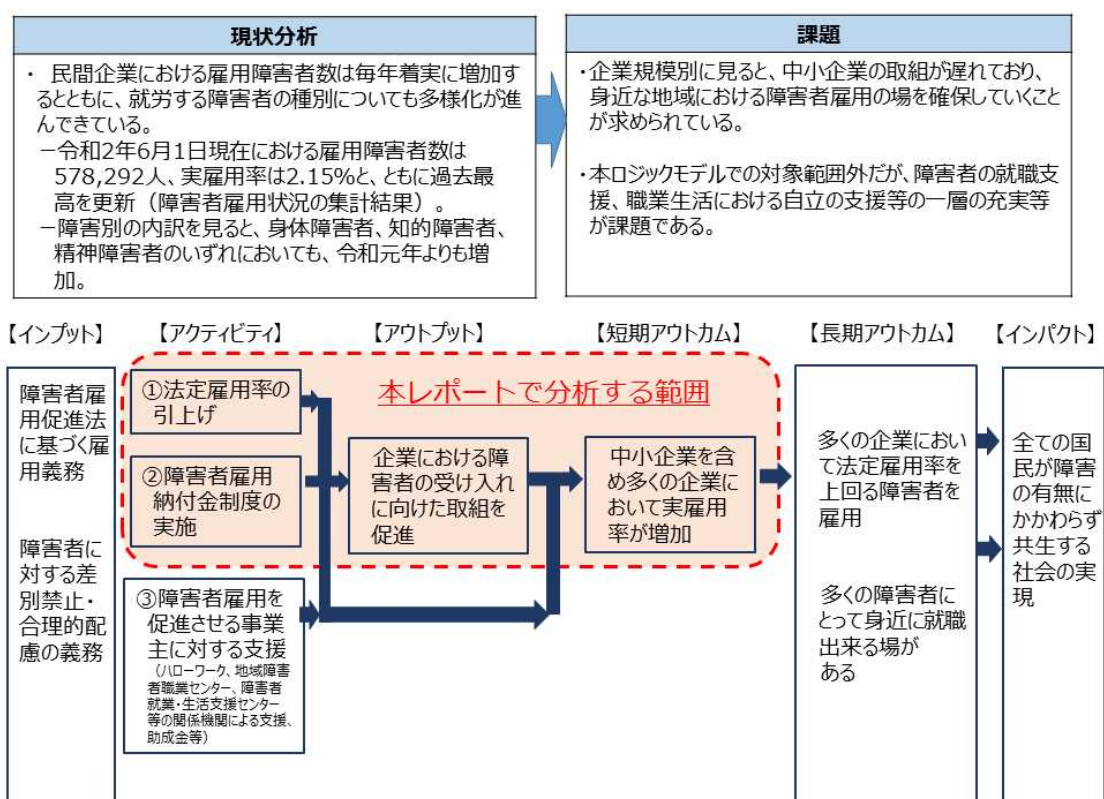 現状分析
・ 民間企業における雇用障害者数は毎年着実に増加す
るとともに、就労する障害者の種別についても多様化が進
んできている。
－令和2年6月1日現在における雇用障害者数は
578,292人、実雇用率は2.15%と、ともに過去最
高を更新（障害者雇用状況の集計結果）。
－障害別の内訳を見ると、身体障害者、知的障害者、
精神障害者のいずれにおいても、令和元年よりも増
加。
課題
・企業規模別に見ると、中小企業の取組が遅れており、
身近な地域における障害者雇用の場を確保していくこと
が求められている。
・本ロジックモデルでの対象範囲外だが、障害者の就職支
援、職業生活における自立の支援等の一層の充実等
が課題である。
【インプット】
【アクティビティ】
【アウトプット】
【短期アウトカム】
【長期アウトカム】
【インパクト】
障害者雇
用促進法
に基づく雇
用義務
障害者に
対する差
別禁止・
合理的配
慮の義務
本レポートで分析する範囲
①法定雇用率の
引上げ
②障害者雇用
納付金制度の
実施
③障害者雇用を
促進させる事業
主に対する支援
（ハローワーク、地域障害
者職業センター、障害者
就業・生活支援センター
等の関係機関による支援、
助成金等）
企業における障
害者の受け入れ
に向けた取組を
促進
中小企業を含
め多くの企業に
おいて実雇用
率が増加
多くの企業におい
て法定雇用率を
上回る障害者を
雇用
多くの障害者に
とって身近に就職
出来る場が
ある
全ての国
民が障害
の有無に
かかわらず
共生する
社会の実
現